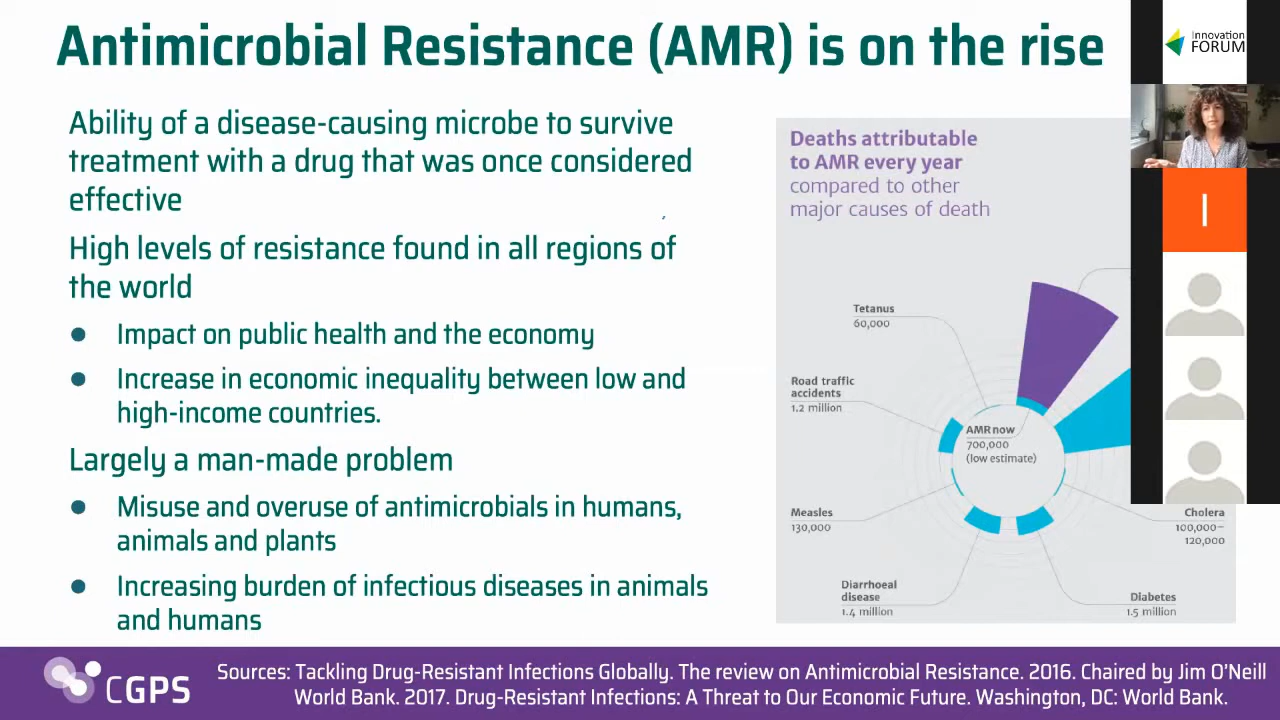 Antimicrobial Resistance (AMR) is on the rise
Innovation
FORUM
Ability of a disease-causing microbe to survive
treatment with a drug that was once considered
effective
High levels of resistance found in all regions of
the world
● Impact on public health and the economy
● Increase in economic inequality between low and
high-income countries.
Largely a man-made problem
● Misuse and overuse of antimicrobials in humans,
animals and plants
● Increasing burden of infectious diseases in animals
and humans
Deaths attributable
to AMR every year
compared to other
major causes of death
Tetanus
60,000
Road traffic
accidents
1.2 million
AMR now
700,000
(low estimate)
Measles
130,000
Cholera
100,000–
120,000
Diarrhoeal
disease
1.4 million
Diabetes
1.5 million
I
CGPS
Sources: Tackling Drug-Resistant Infections Globally. The review on Antimicrobial Resistance. 2016. Chaired by Jim O'Neill
World Bank. 2017. Drug-Resistant Infections: A Threat to Our Economic Future. Washington, DC: World Bank.